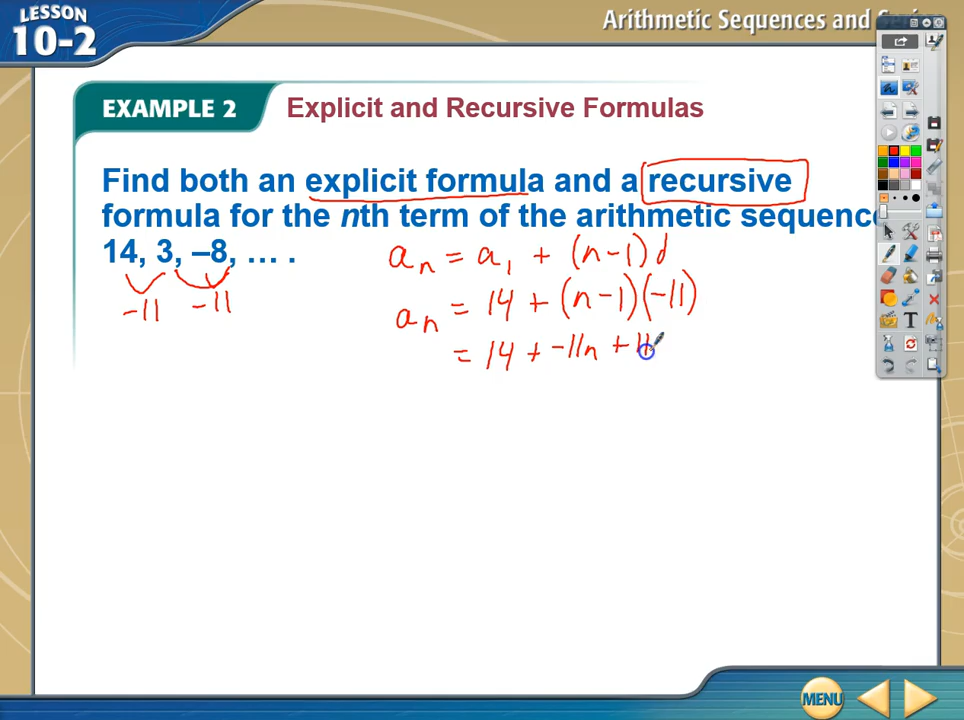 LESSON
10-2
Arithmetic Sequences and
EXAMPLE 2
Explicit and Recursive Formulas
Find both an explicit formula and a recursive
formula for the nth term of the arithmetic sequence
14, 3, –8, … .
-11 -11
aₙ = a₁ + (n-1)d
aₙ = 14 + (n-1)(-11)
= 14 + -11n + 11
MENU